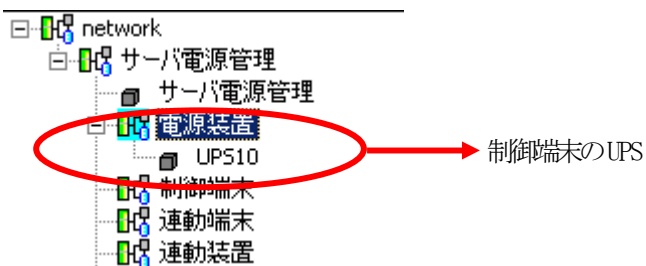 network
サーバ電源管理
サーバ電源管理
電源装置
UPS10
制御端末のUPS
制御端末
連動端末
連動装置